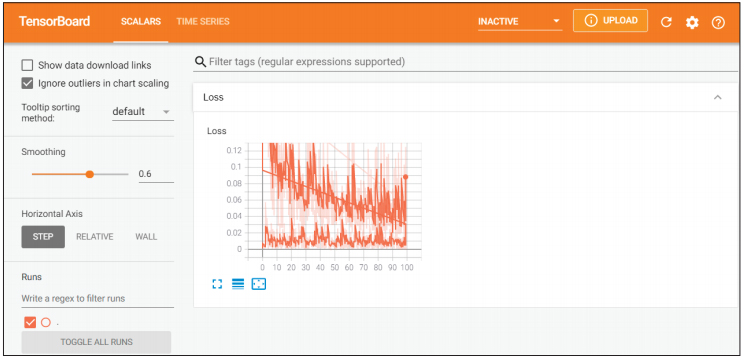 TensorBoard SCALARS TIME SERIES INACTIVE UPLOAD
Show data download links
Ignore outliers in chart scaling
Tooltip sorting method: default
Smoothing
0.6
Horizontal Axis
STEP RELATIVE WALL
Runs
Write a regex to filter runs
.
TOGGLE ALL RUNS
Filter tags (regular expressions supported)
Loss
Loss
0.12
0.1
0.08
0.06
0.04
0.02
0
0 10 20 30 40 50 60 70 80 90 100